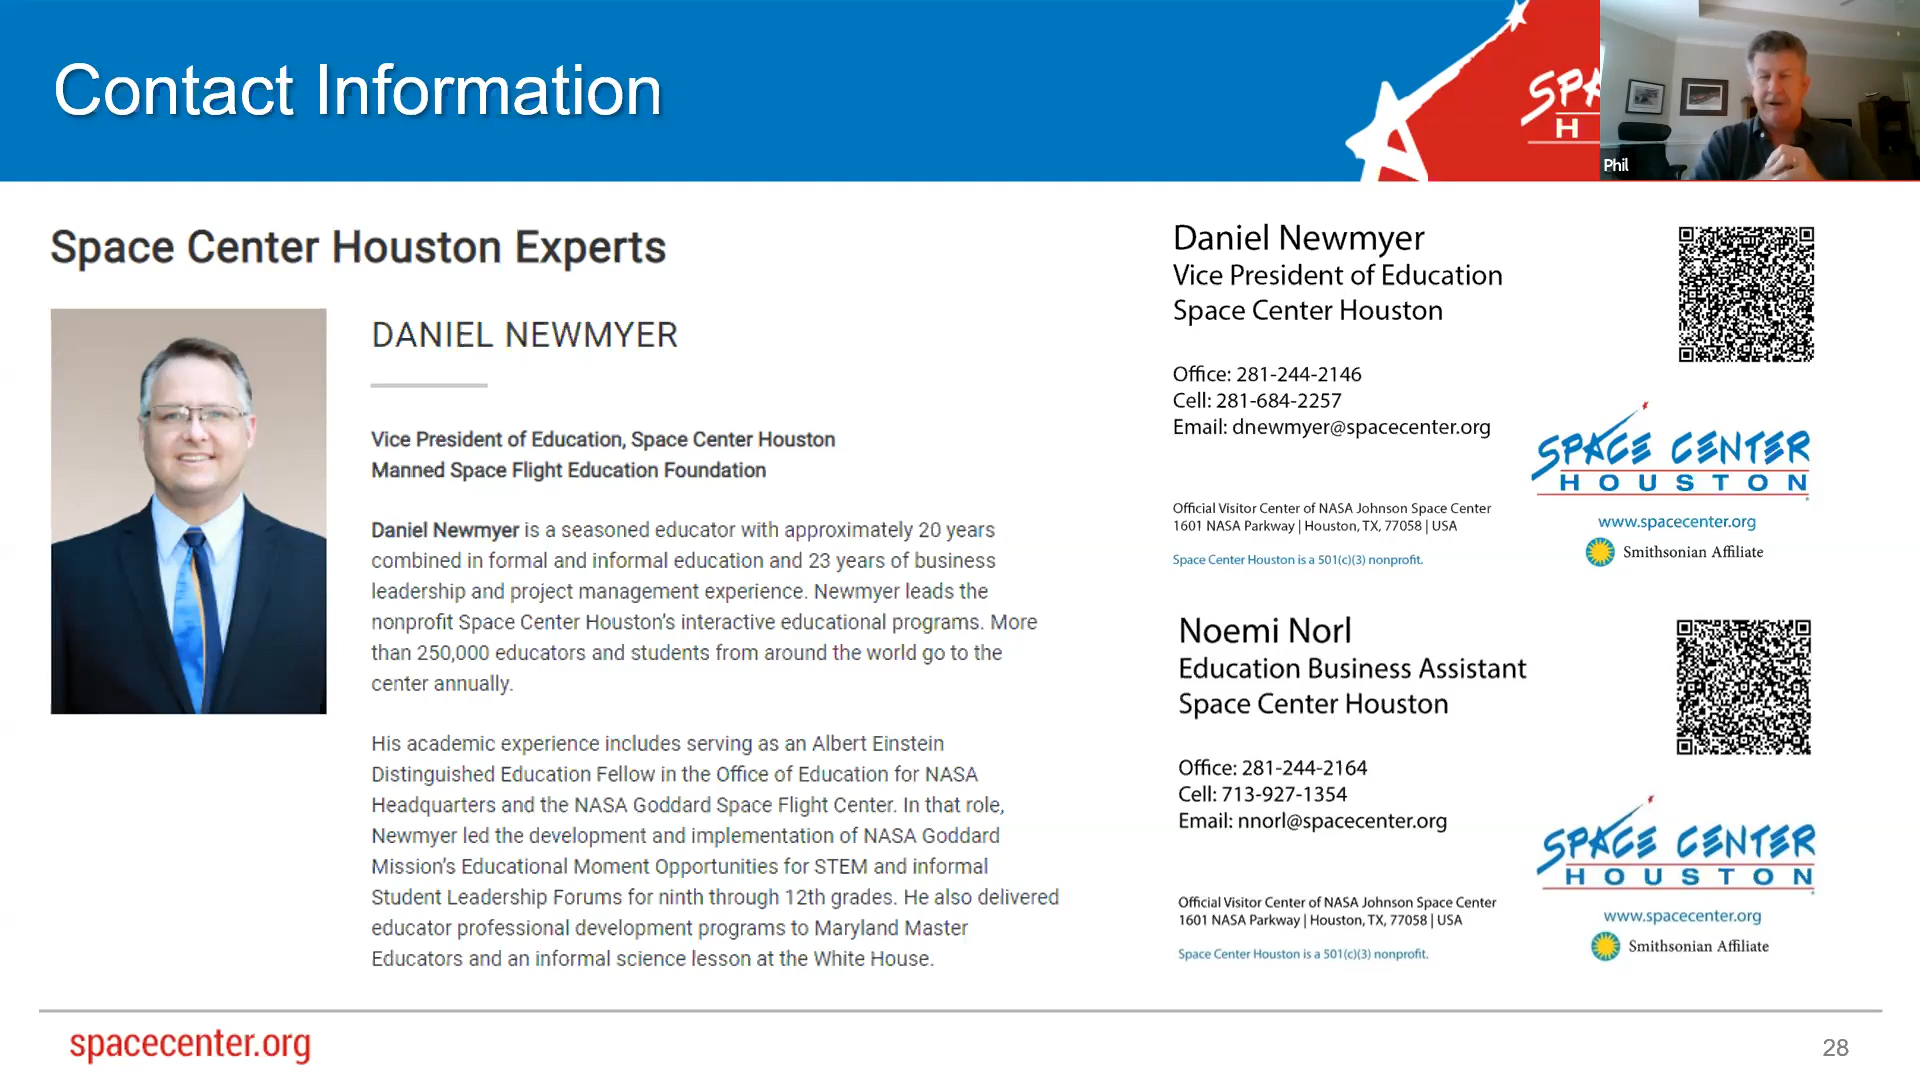 Contact Information
SPA
H
Phil
Space Center Houston Experts
DANIEL NEWMYER
Vice President of Education, Space Center Houston
Manned Space Flight Education Foundation
Daniel Newmyer is a seasoned educator with approximately 20 years
combined in formal and informal education and 23 years of business
leadership and project management experience. Newmyer leads the
nonprofit Space Center Houston's interactive educational programs. More
than 250,000 educators and students from around the world go to the
center annually.
His academic experience includes serving as an Albert Einstein
Distinguished Education Fellow in the Office of Education for NASA
Headquarters and the NASA Goddard Space Flight Center. In that role,
Newmyer led the development and implementation of NASA Goddard
Mission's Educational Moment Opportunities for STEM and informal
Student Leadership Forums for ninth through 12th grades. He also delivered
educator professional development programs to Maryland Master
Educators and an informal science lesson at the White House.
Daniel Newmyer
Vice President of Education
Space Center Houston
Office: 281-244-2146
Cell: 281-684-2257
Email: dnewmyer@spacecenter.org
Official Visitor Center of NASA Johnson Space Center
1601 NASA Parkway | Houston, TX, 77058 | USA
Space Center Houston is a 501(c)(3) nonprofit.
SPACE CENTER
HOUSTON
www.spacecenter.org
Smithsonian Affiliate
Noemi Norl
Education Business Assistant
Space Center Houston
Office: 281-244-2164
Cell: 713-927-1354
Email: nnorl@spacecenter.org
Official Visitor Center of NASA Johnson Space Center
1601 NASA Parkway | Houston, TX, 77058 | USA
Space Center Houston is a 501(c)(3) nonprofit.
SPACE CENTER
HOUSTON
www.spacecenter.org
Smithsonian Affiliate
spacecenter.org
28